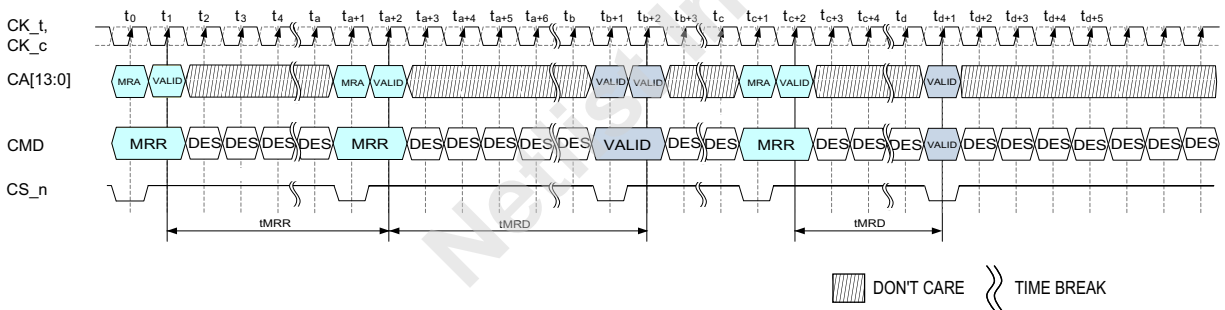 t0 t1 t2 t3 t4 ta ta+1 ta+2 ta+3 ta+4 ta+5 ta+6 tb tb+1 tb+2 tb+3 tc tc+1 tc+2 tc+3 tc+4 td td+1 td+2 td+3 td+4 td+5
CK_t,
CK_c
CA[13:0] MRA VALID MRA VALID VALID VALID MRA VALID VALID
CMD MRR DES DES DES DES MRR DES DES DES DES DES VALID DES DES MRR DES DES DES VALID DES DES DES DES DES DES DES
CS_n
tMRR tMRD tMRD
DON'T CARE TIME BREAK
Netlist In